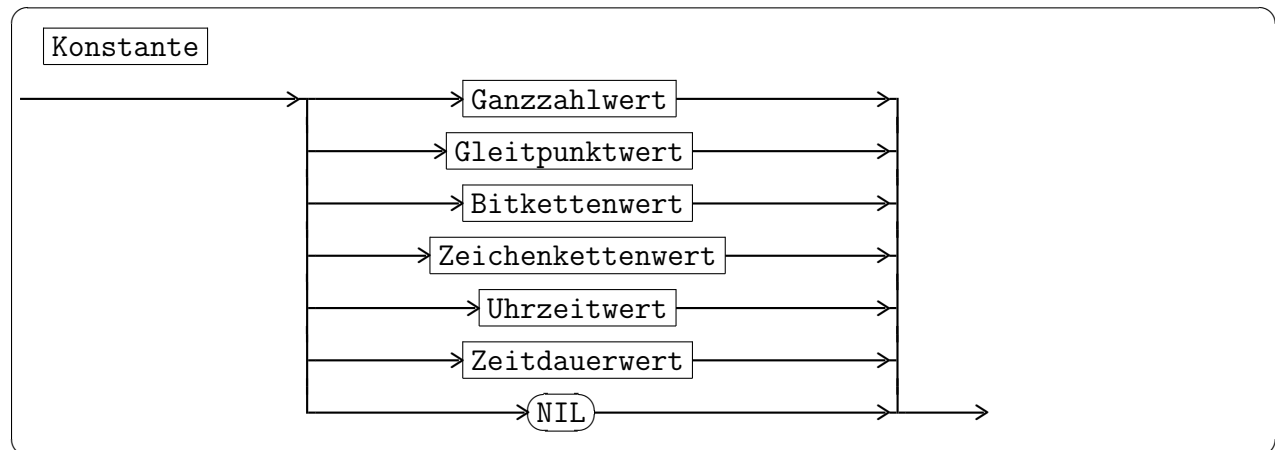 Konstante
Ganzzahlwert
Gleitpunktwert
Bitkettenwert
Zeichenkettenwert
Uhrzeitwert
Zeitdauerwert
NIL